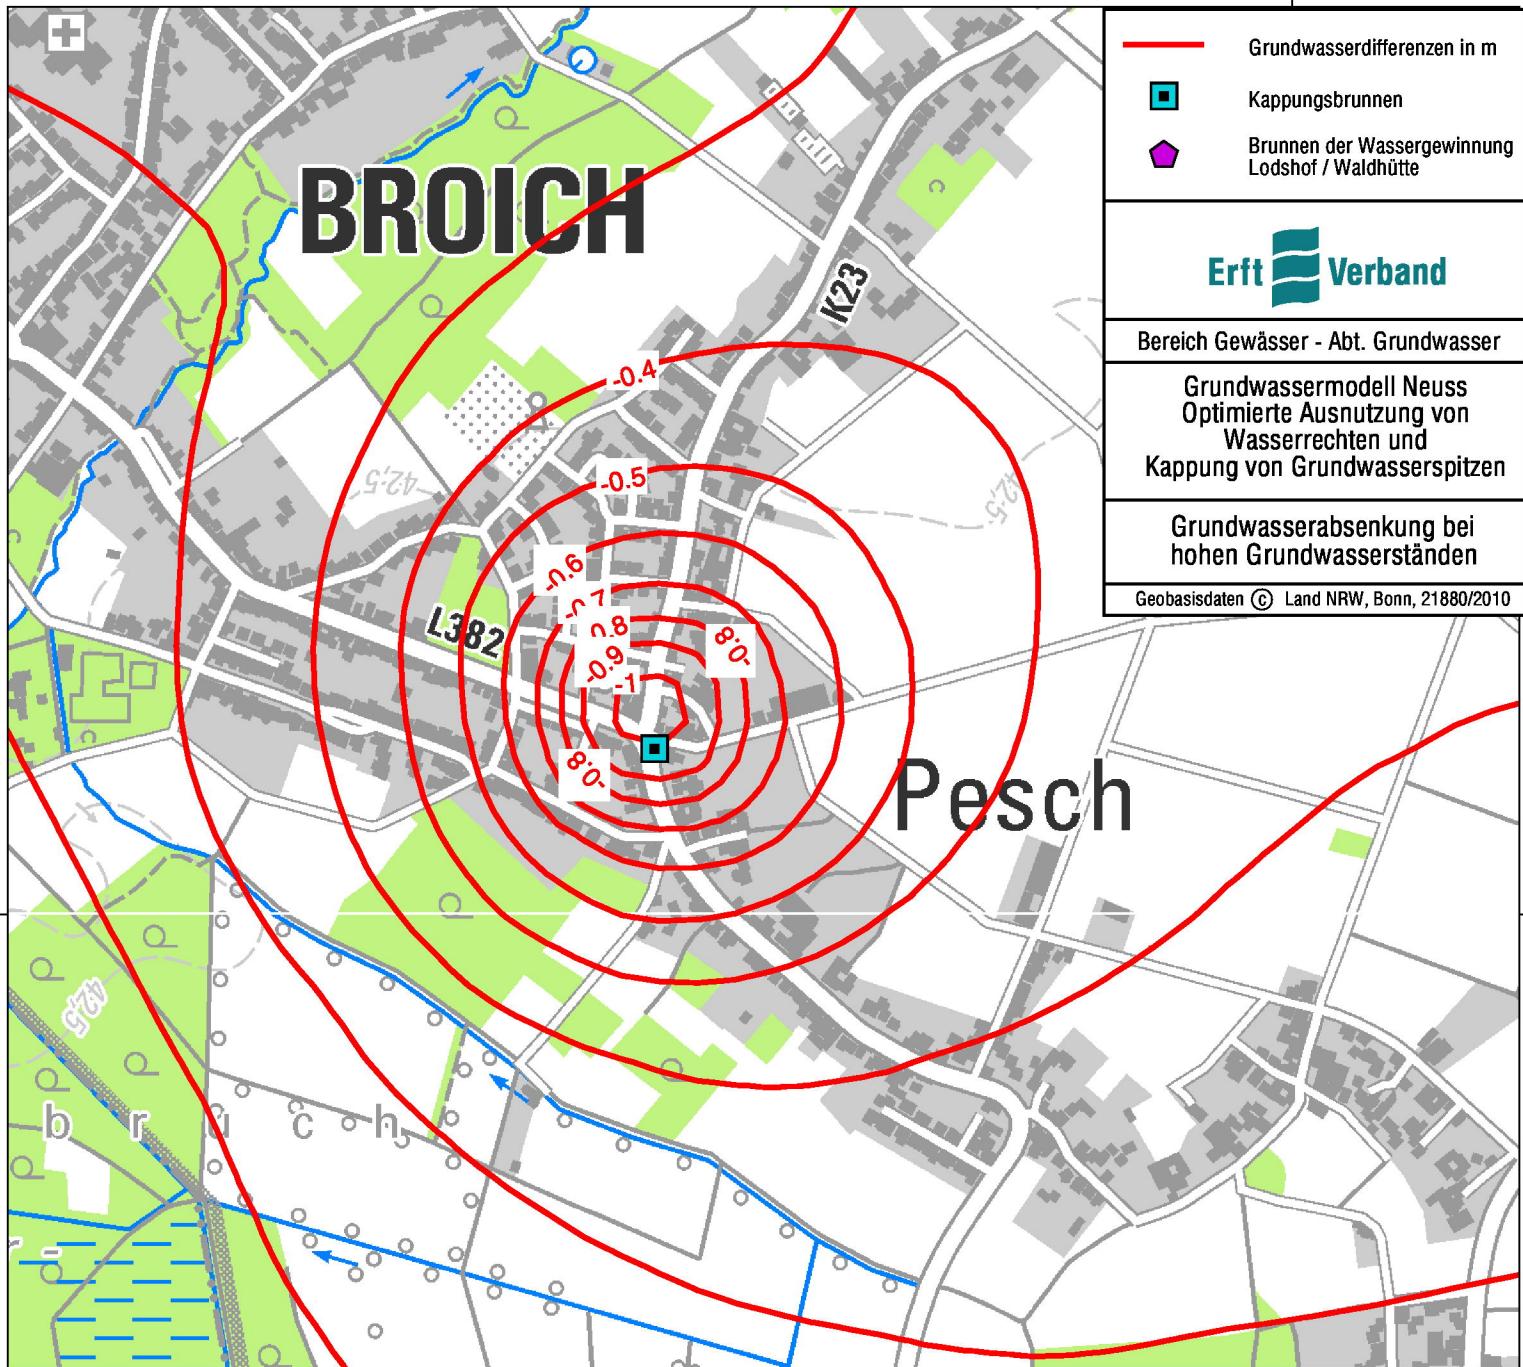 Grundwasserdifferenzen in m
Kappungsbrunnen
Brunnen der Wassergewinnung
Lodshof / Waldhütte
Erft Verband
Bereich Gewässer - Abt. Grundwasser
Grundwassermodell Neuss
Optimierte Ausnutzung von
Wasserrechten und
Kappung von Grundwasserspitzen
Grundwasserabsenkung bei
hohen Grundwasserständen
Geobasisdaten © Land NRW, Bonn, 21880/2010
BROICH
K23
-0.4
-0.5
42,5
42,5
-0.6
-0.7
-0.8
-0.8
-0.9
-1
L382
-0.8
Pesch
42,5
bruch